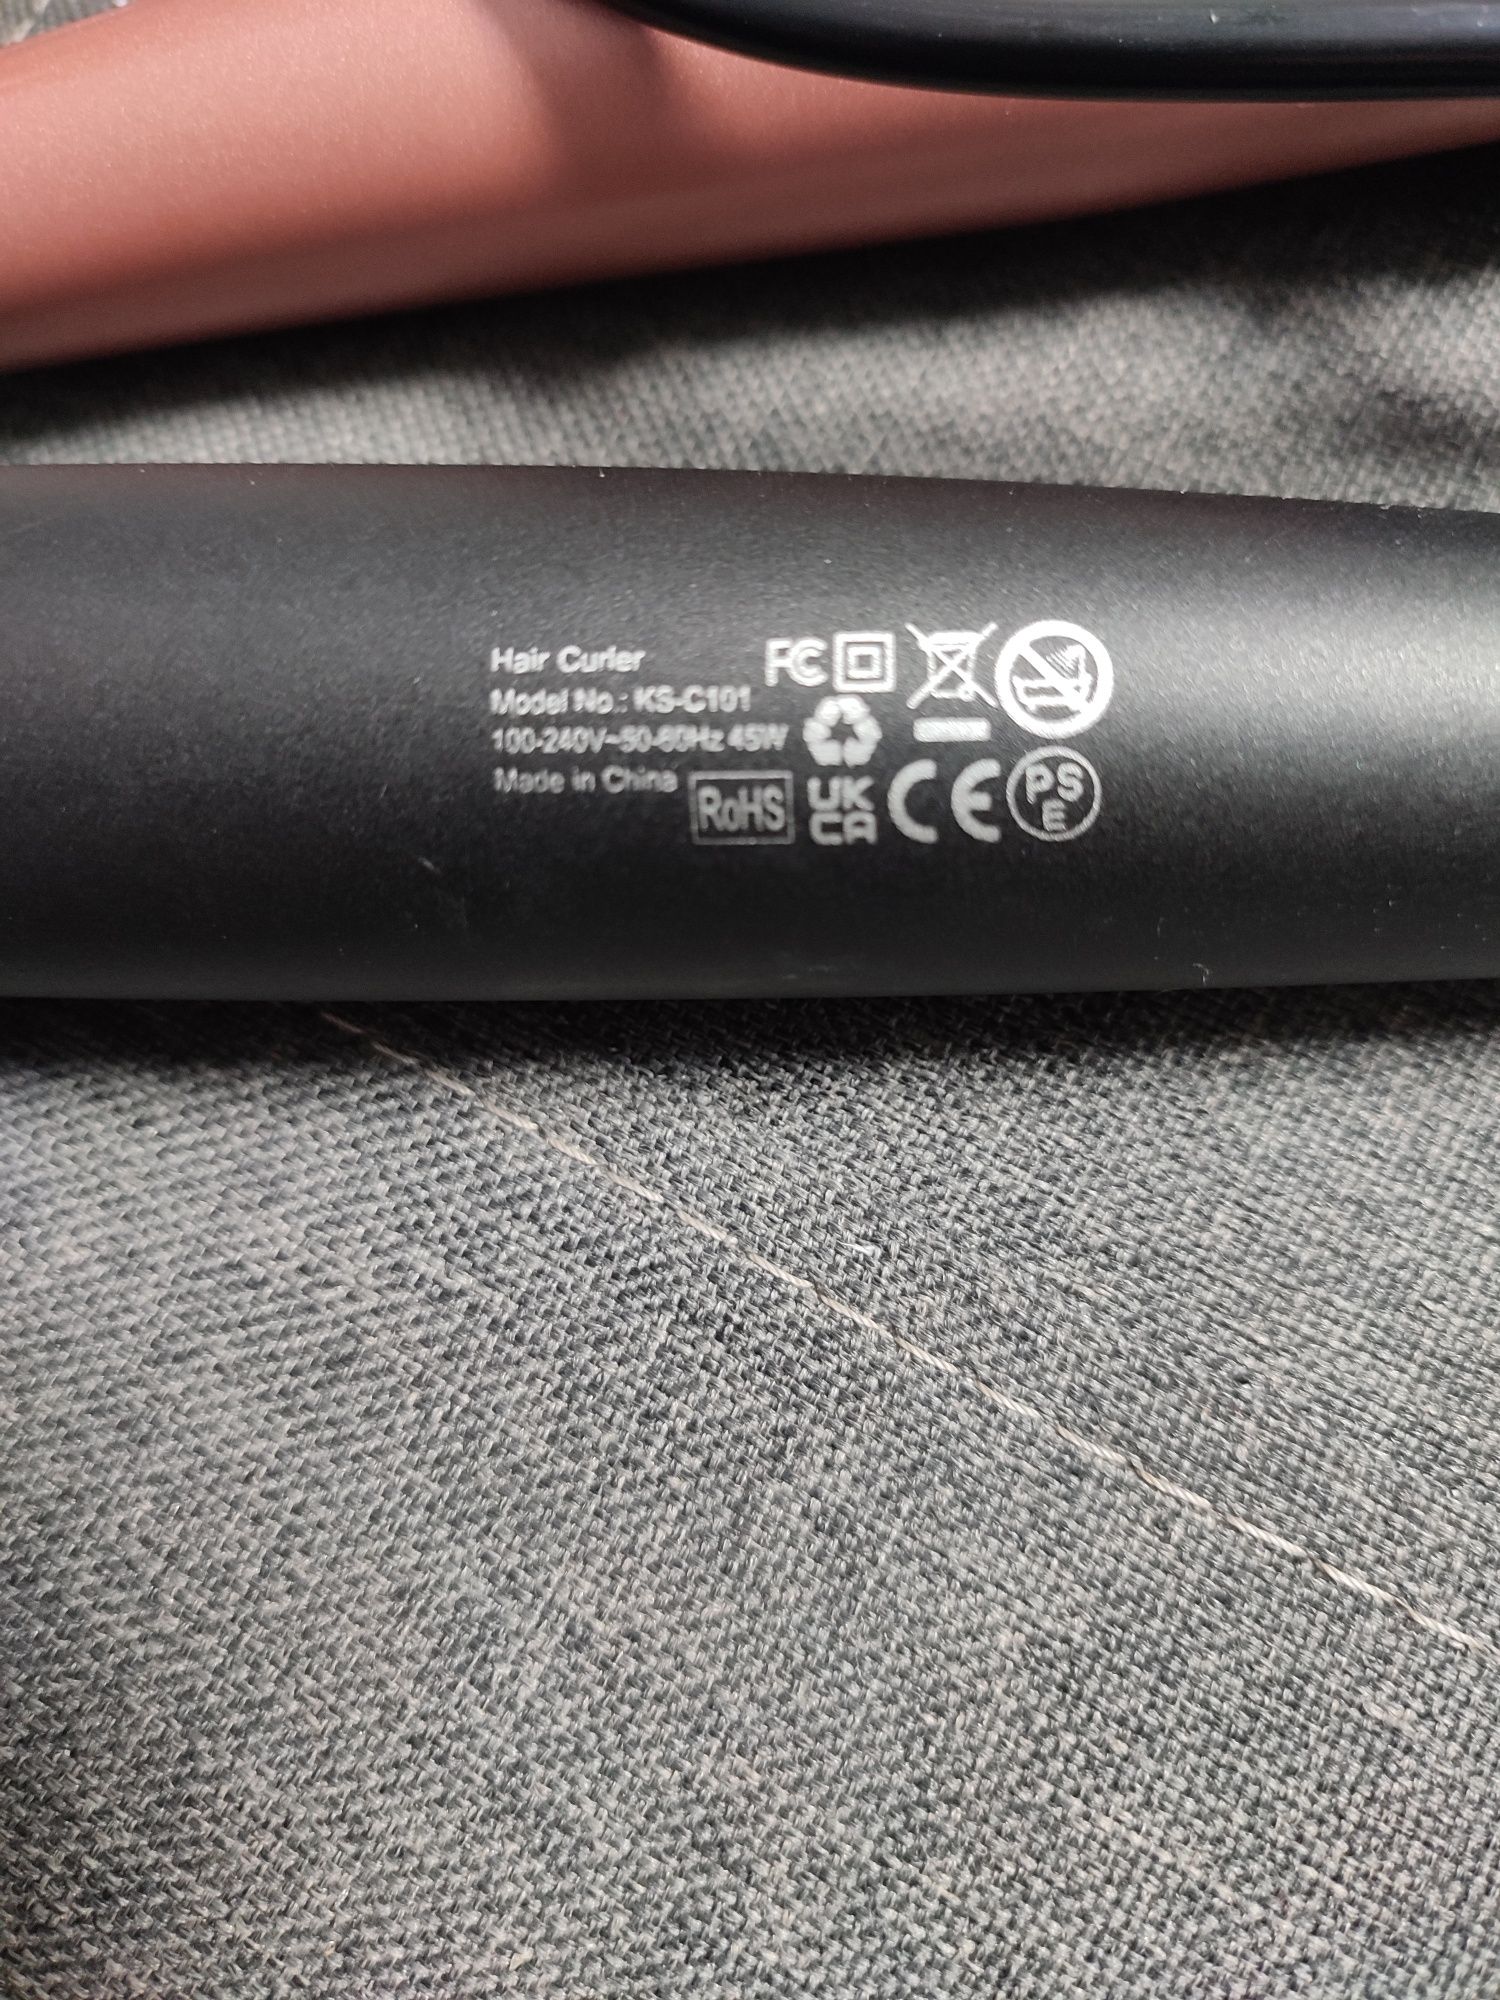 Hair Curler
Model No.: KS-C101
100-240V~50-60Hz 45W
Made in China
FC
RoHS
UK
CA
CE
PS
E